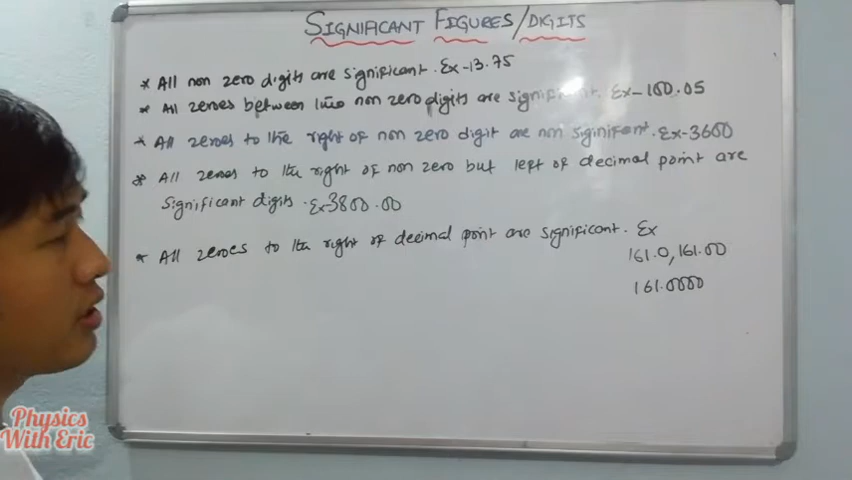 SIGNIFICANT FIGURES/DIGITS
* All non zero digits are significant. Ex-13.75
* All zeroes between two non zero digits are significant. Ex-100.05
* All zeroes to the right of non zero digit are non significant. Ex-3600
* All zeroes to the right of non zero but left of decimal point are
significant digits. Ex-3800.00
* All zeroes to the right of decimal point are significant. Ex
161.0, 161.00
161.0000
Physics
With Eric